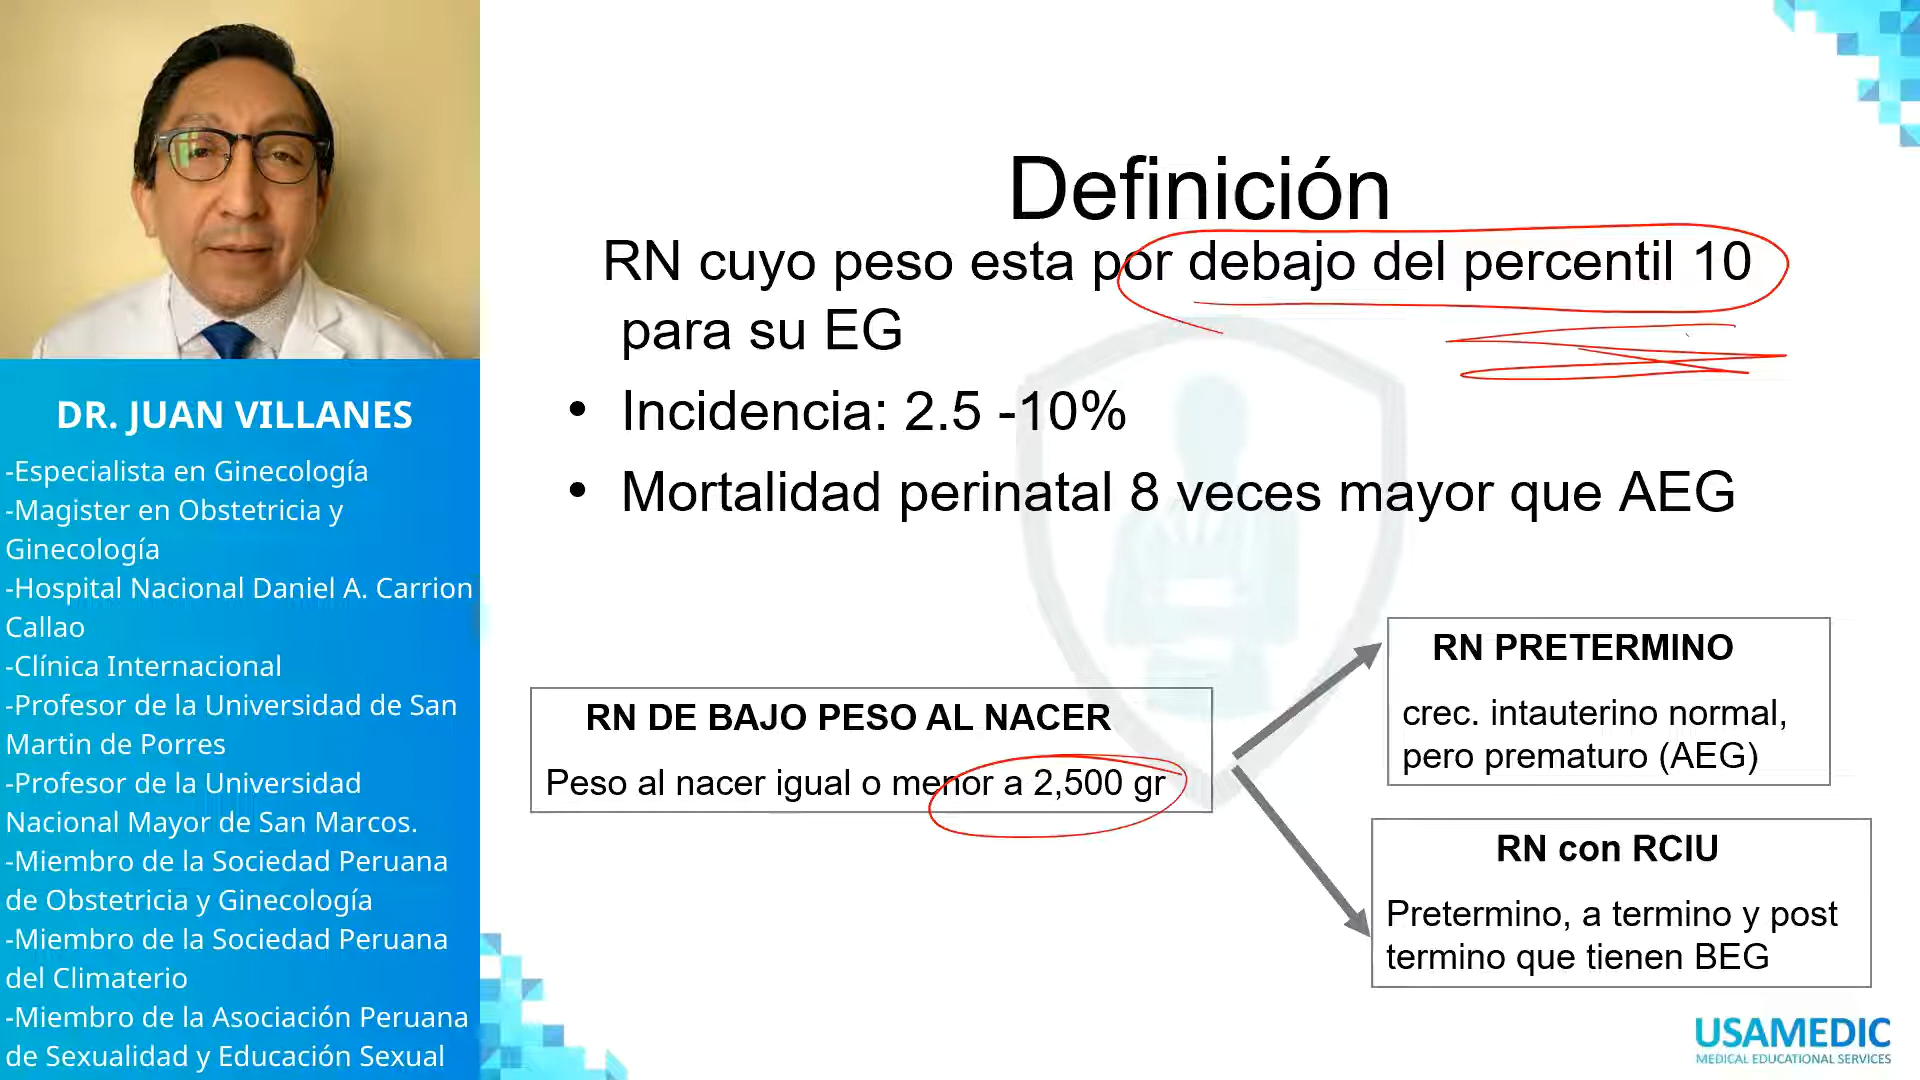 DR. JUAN VILLANES
-Especialista en Ginecología
-Magister en Obstetricia y
Ginecología
-Hospital Nacional Daniel A. Carrion
Callao
-Clínica Internacional
-Profesor de la Universidad de San
Martin de Porres
-Profesor de la Universidad
Nacional Mayor de San Marcos.
-Miembro de la Sociedad Peruana
de Obstetricia y Ginecología
-Miembro de la Sociedad Peruana
del Climaterio
-Miembro de la Asociación Peruana
de Sexualidad y Educación Sexual
Definición
RN cuyo peso esta por debajo del percentil 10
para su EG
• Incidencia: 2.5 -10%
• Mortalidad perinatal 8 veces mayor que AEG
RN DE BAJO PESO AL NACER
Peso al nacer igual o menor a 2,500 gr
RN PRETERMINO
crec. intauterino normal,
pero prematuro (AEG)
RN con RCIU
Pretermino, a termino y post
termino que tienen BEG
USAMEDIC
MEDICAL EDUCATIONAL SERVICES